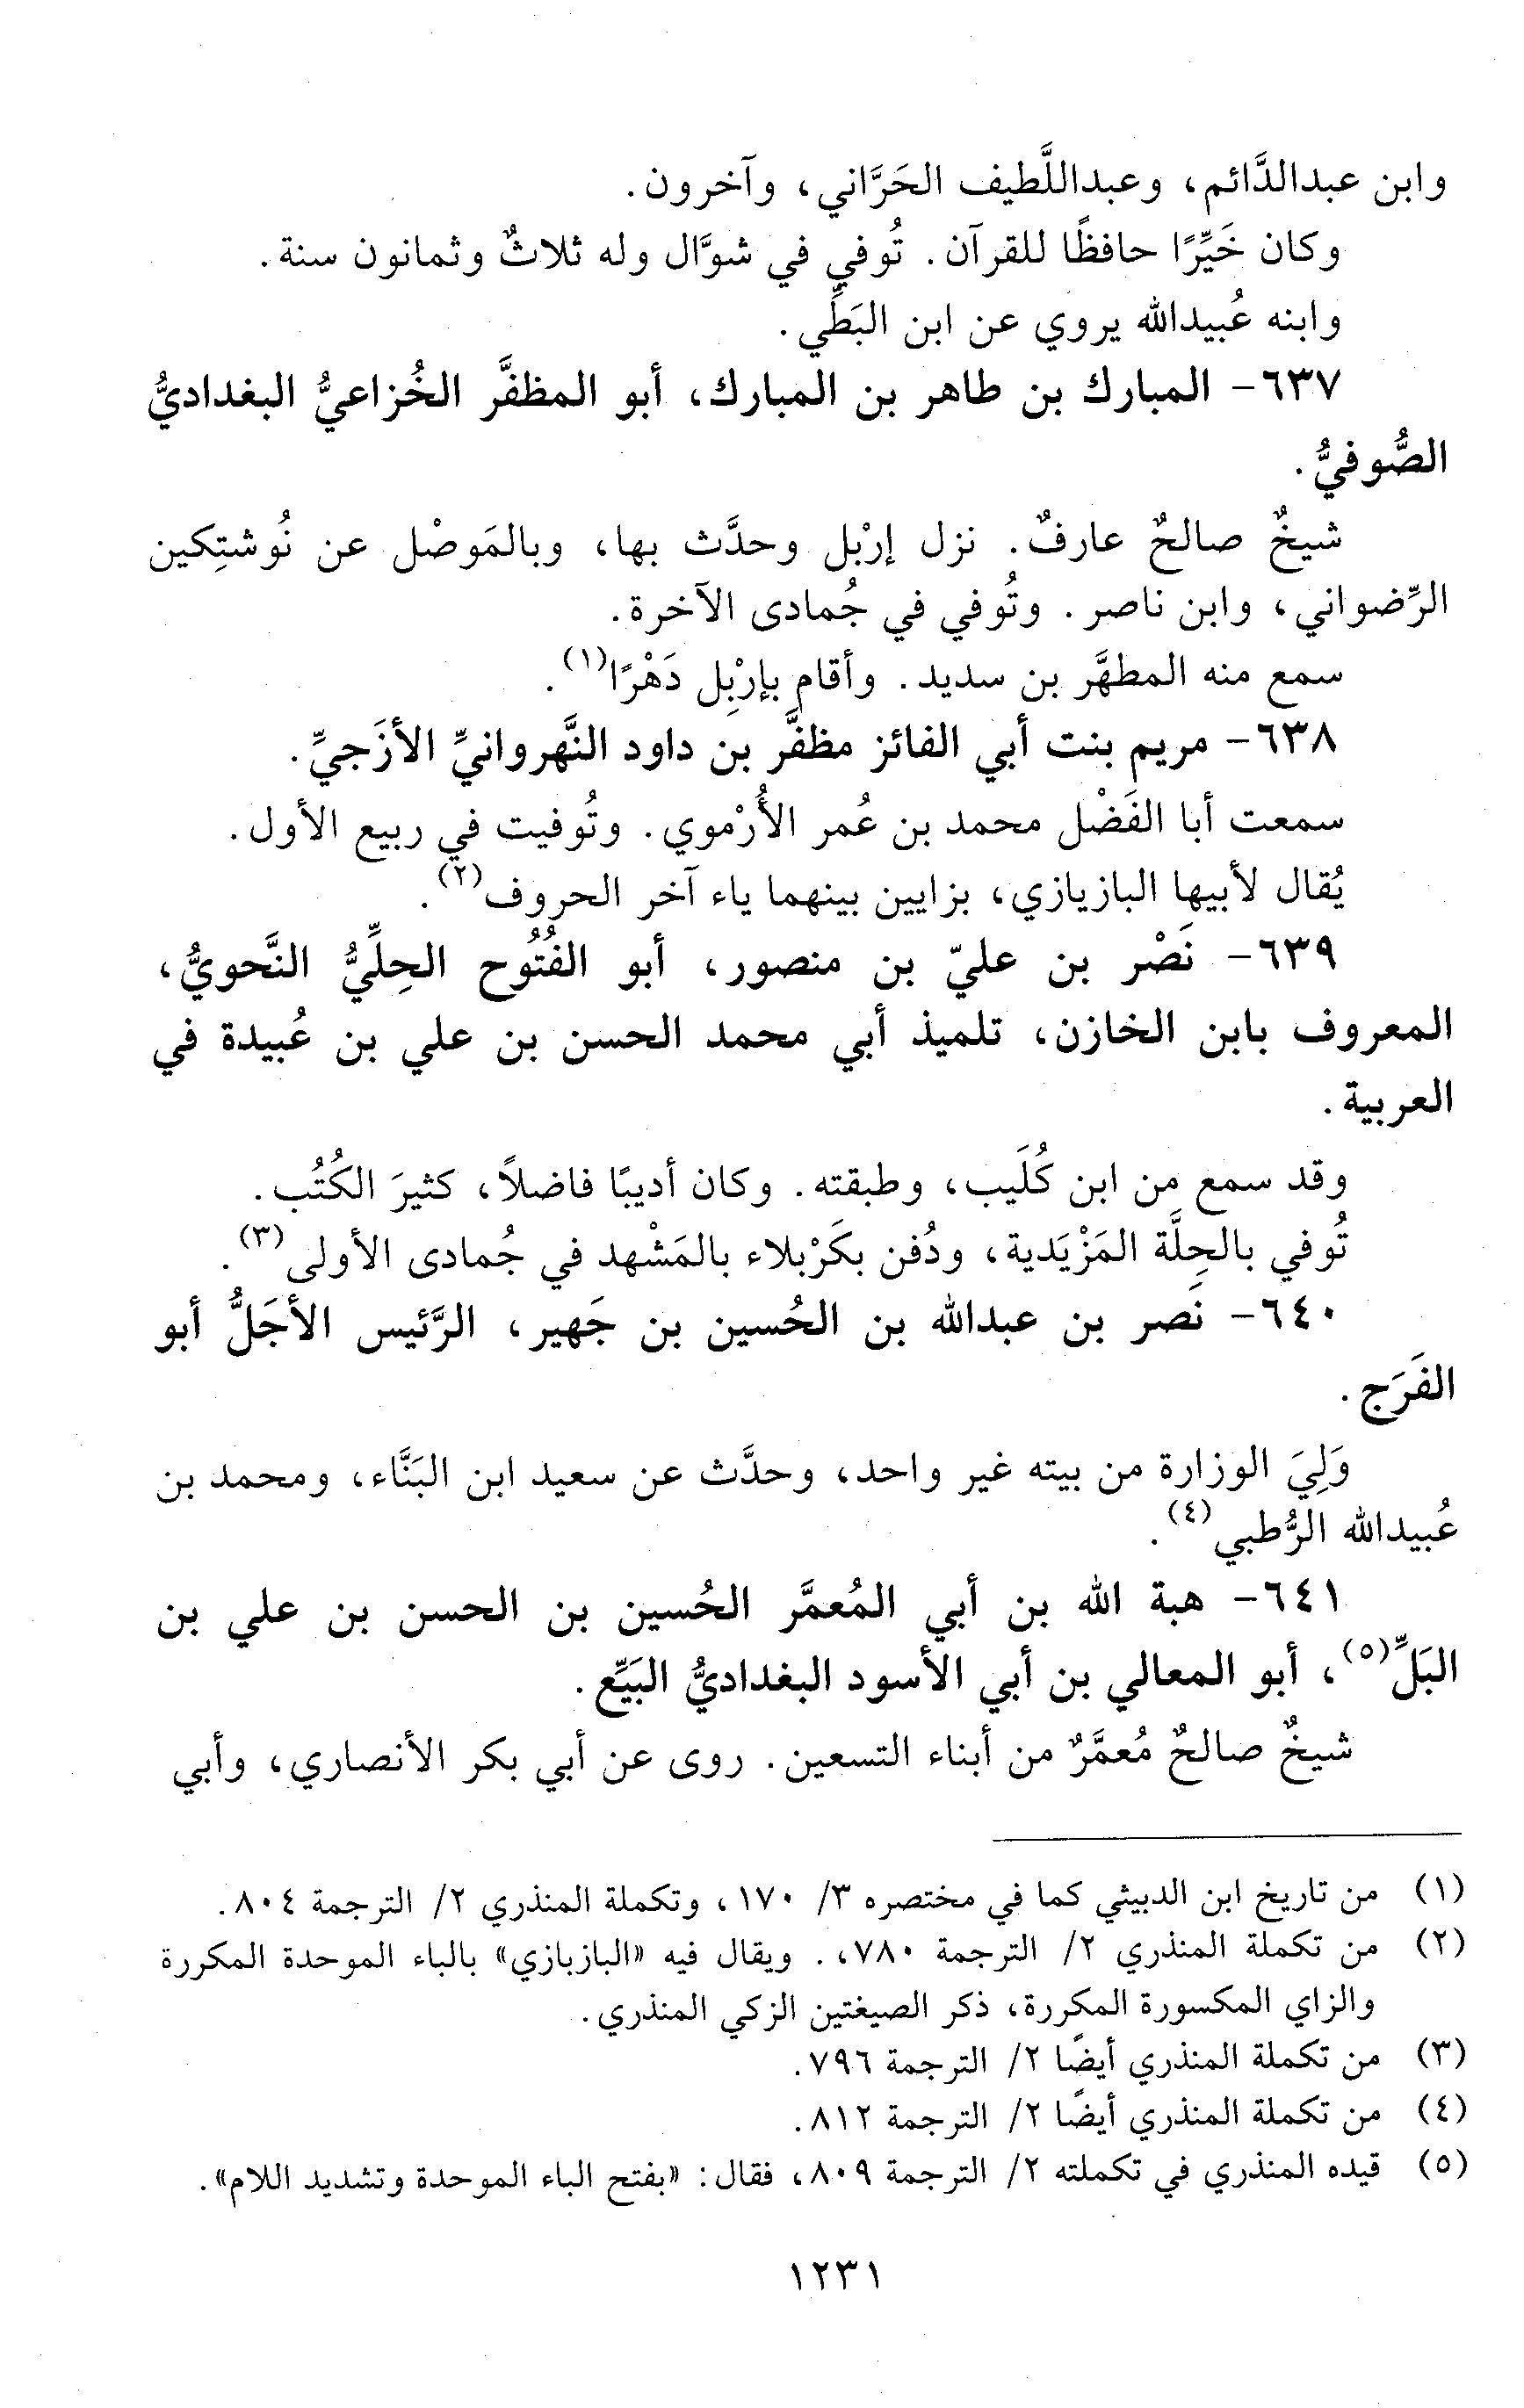 وابن عبدالدَّائم، وعبداللَّطيف الحَرَّاني، وآخرون.
وكان خَيِّرًا حافظًا للقرآن. تُوفي في شوَّال وله ثلاثٌ وثمانون سنة.
وابنه عُبيدالله يروي عن ابن البَطِّي.
٦٣٧- المبارك بن طاهر بن المبارك، أبو المظفَّر الخُزاعيُّ البغداديُّ
الصُّوفيُّ.
شيخٌ صالحٌ عارفٌ. نزل إرْبل وحدَّث بها، وبالمَوصْل عن نُوشتِكين
الرِّضواني، وابن ناصر. وتُوفي في جُمادى الآخرة.
سمع منه المطهَّر بن سديد. وأقام بإرْبِل دَهْرًا(١).
٦٣٨- مريم بنت أبي الفائز مظفَّر بن داود النَّهروانيِّ الأزَجيِّ.
سمعت أبا الفَضْل محمد بن عُمر الأُرْموي. وتُوفيت في ربيع الأول.
يُقال لأبيها البازيازي، بزايين بينهما ياء آخر الحروف(٢).
٦٣٩- نَصْر بن عليّ بن منصور، أبو الفُتُوح الحِلِّيُّ النَّحويُّ،
المعروف بابن الخازن، تلميذ أبي محمد الحسن بن علي بن عُبيدة في
العربية.
وقد سمع من ابن كُلَيب، وطبقته. وكان أديبًا فاضلاً، كثيرَ الكُتُب.
تُوفي بالحِلَّة المَزْيَدية، ودُفن بكَرْبلاء بالمَشْهد في جُمادى الأولى(٣).
٦٤٠- نَصر بن عبدالله بن الحُسين بن جَهير، الرَّئيس الأجَلُّ أبو
الفَرَج.
وَلِيَ الوزارة من بيته غير واحد، وحدَّث عن سعيد ابن البَنَّاء، ومحمد بن
عُبيدالله الرُّطبي(٤).
٦٤١- هبة الله بن أبي المُعمَّر الحُسين بن الحسن بن علي بن
البَلِّ(٥)، أبو المعالي بن أبي الأسود البغداديُّ البَيِّع.
شيخٌ صالحٌ مُعمَّرٌ من أبناء التسعين. روى عن أبي بكر الأنصاري، وأبي
(١) من تاريخ ابن الدبيثي كما في مختصره ٣/ ١٧٠، وتكملة المنذري ٢/ الترجمة ٨٠٤.
(٢) من تكملة المنذري ٢/ الترجمة ٧٨٠،. ويقال فيه «البازبازي» بالباء الموحدة المكررة
والزاي المكسورة المكررة، ذكر الصيغتين الزكي المنذري.
(٣) من تكملة المنذري أيضًا ٢/ الترجمة ٧٩٦.
(٤) من تكملة المنذري أيضًا ٢/ الترجمة ٨١٢.
(٥) قيده المنذري في تكملته ٢/ الترجمة ٨٠٩، فقال: «بفتح الباء الموحدة وتشديد اللام».
١٢٣١